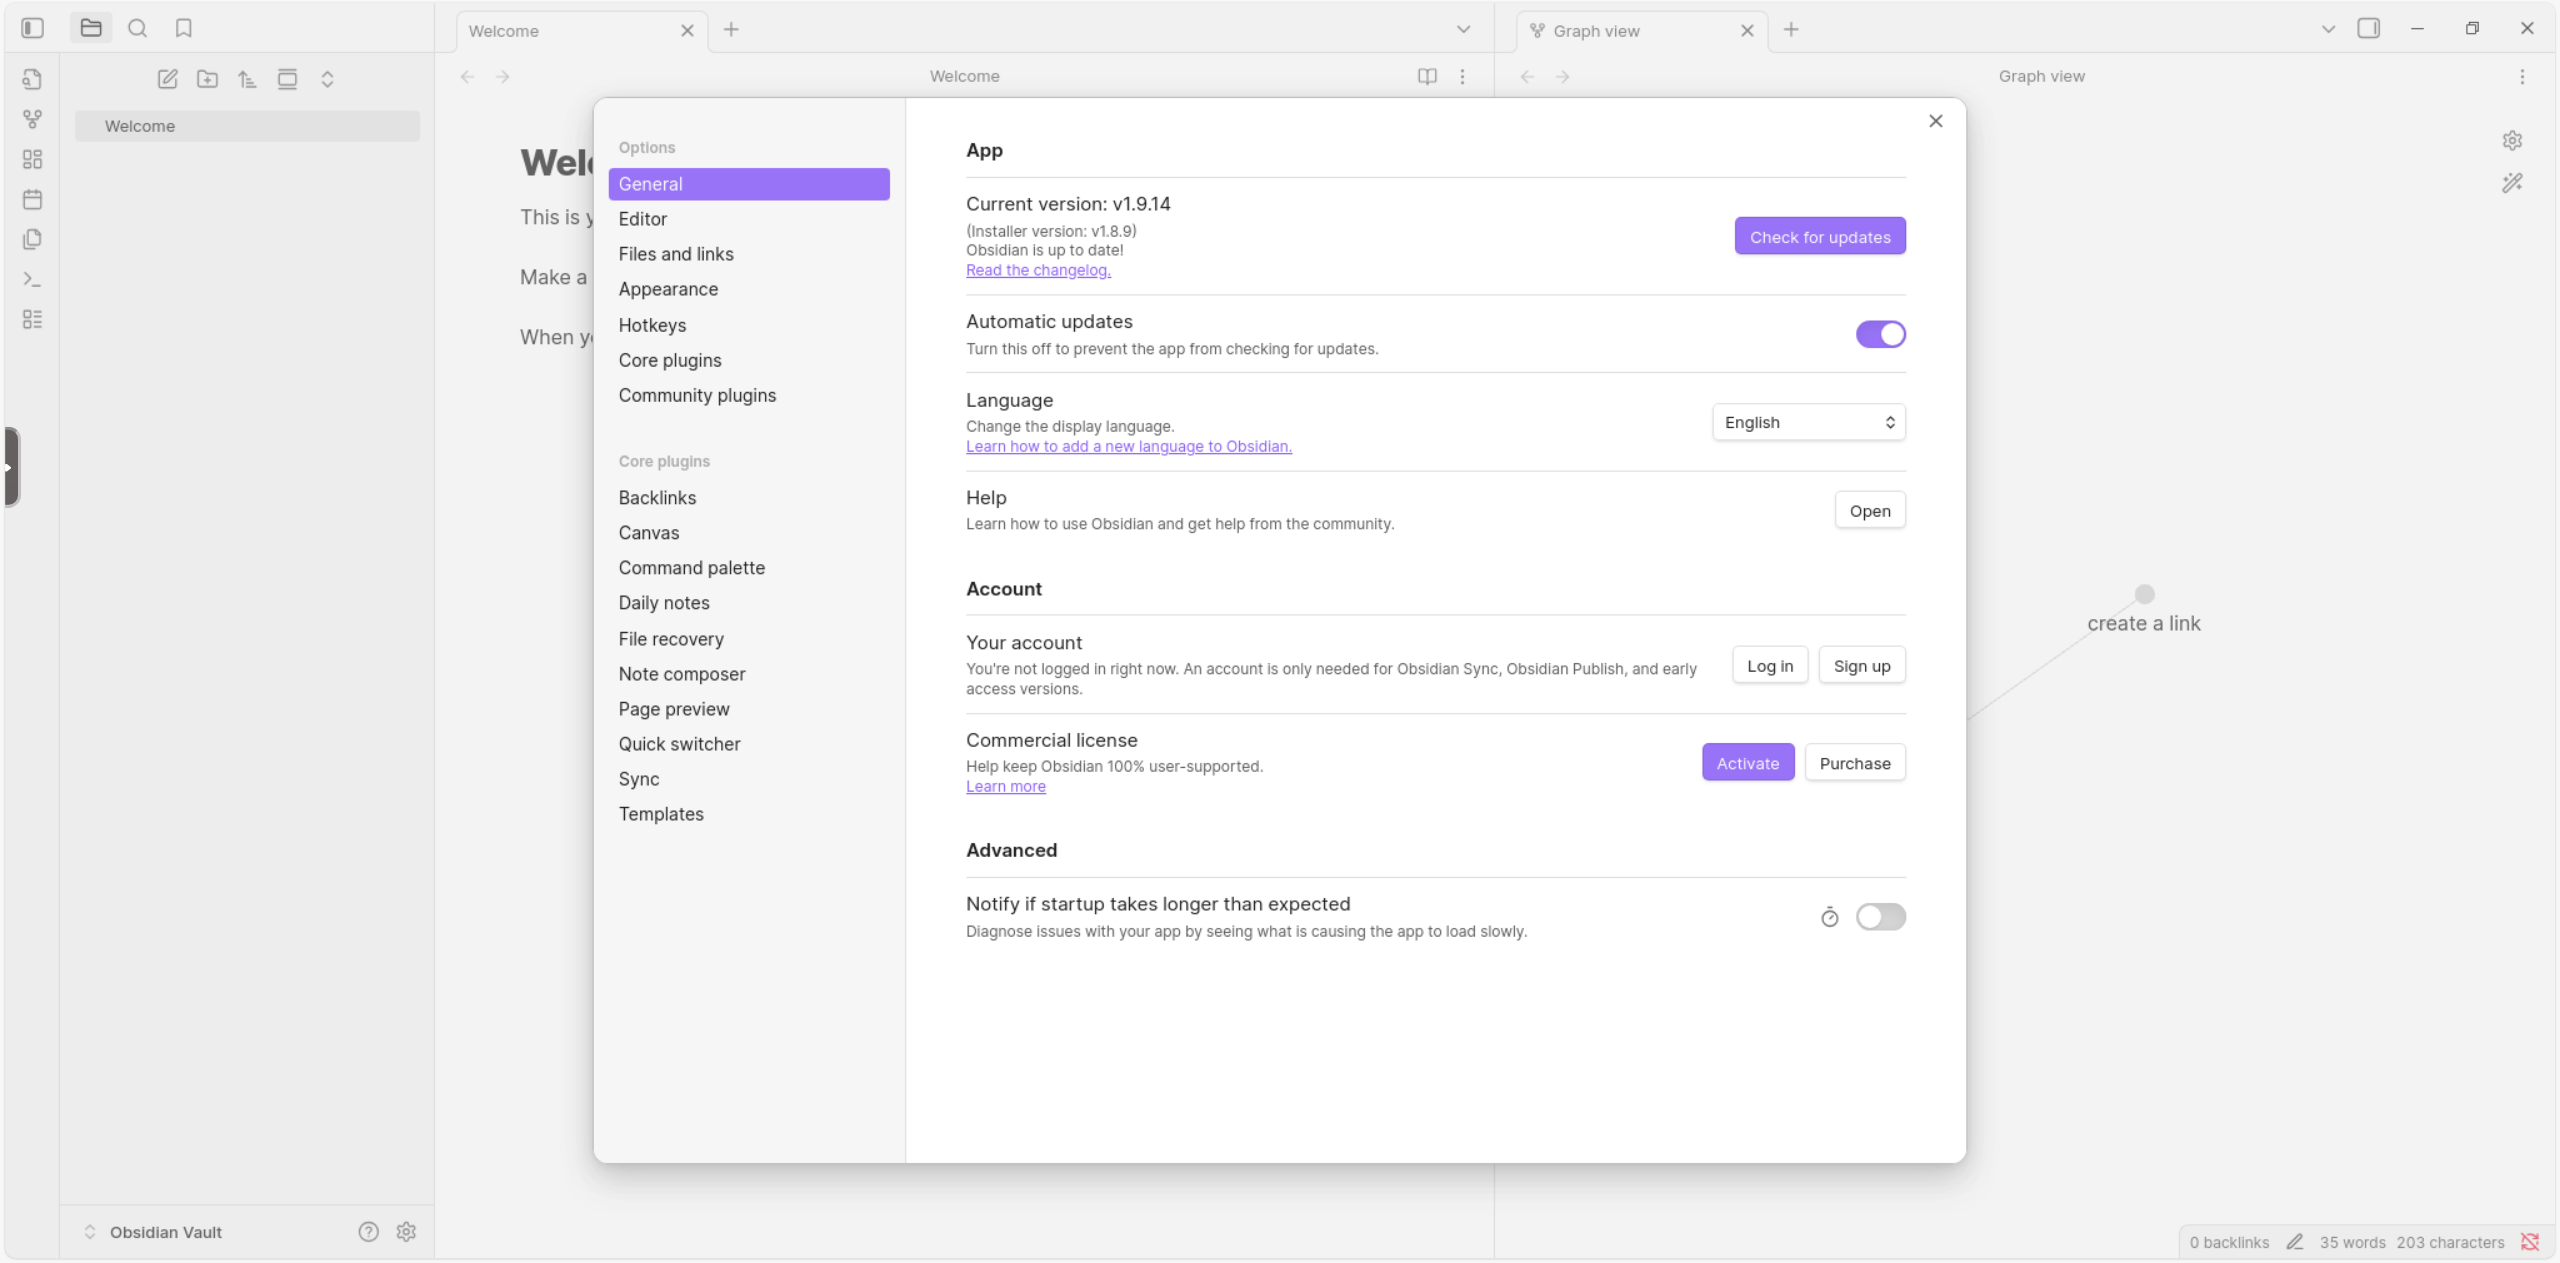 Welcome
Graph view
Welcome
Graph view
Welcome
Welc
This is y
Make a
When yo
Options
General
Editor
Files and links
Appearance
Hotkeys
Core plugins
Community plugins
Core plugins
Backlinks
Canvas
Command palette
Daily notes
File recovery
Note composer
Page preview
Quick switcher
Sync
Templates
App
Current version: v1.9.14
(Installer version: v1.8.9)
Obsidian is up to date!
Read the changelog.
Check for updates
Automatic updates
Turn this off to prevent the app from checking for updates.
Language
Change the display language.
Learn how to add a new language to Obsidian.
English
Help
Learn how to use Obsidian and get help from the community.
Open
Account
Your account
You're not logged in right now. An account is only needed for Obsidian Sync, Obsidian Publish, and early
access versions.
Log in
Sign up
Commercial license
Help keep Obsidian 100% user-supported.
Learn more
Activate
Purchase
Advanced
Notify if startup takes longer than expected
Diagnose issues with your app by seeing what is causing the app to load slowly.
create a link
Obsidian Vault
0 backlinks
35 words
203 characters